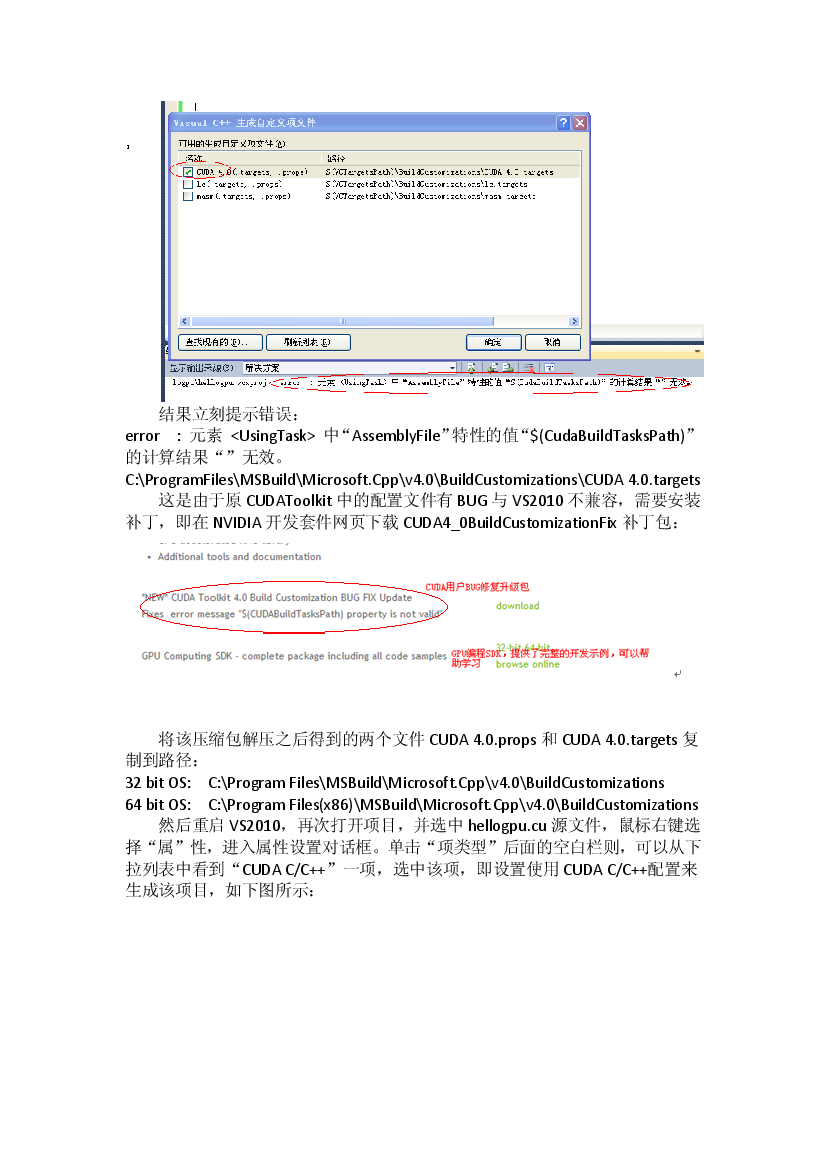 Visual C++ 生成自定义项文件
可用的生成自定义项文件(A)
名称 路径
CUDA 4.0(.targets, .props) $(VCTargetsPath)\BuildCustomizations\CUDA 4.0.targets
lc(.targets, .props) $(VCTargetsPath)\BuildCustomizations\lc.targets
masm(.targets, .props) $(VCTargetsPath)\BuildCustomizations\masm.targets
查找现有的(F)... 刷新列表(R) 确定 取消
显示输出来源(S): 解决方案
error : 元素 <UsingTask> 中 “AssemblyFile” 特性的值 “$(CudaBuildTasksPath)” 的计算结果 “” 无效。
结果立刻提示错误：
error : 元素 <UsingTask> 中“AssemblyFile”特性的值“$(CudaBuildTasksPath)”
的计算结果“”无效。
C:\ProgramFiles\MSBuild\Microsoft.Cpp\v4.0\BuildCustomizations\CUDA 4.0.targets
这是由于原 CUDAToolkit 中的配置文件有 BUG 与 VS2010 不兼容，需要安装
补丁，即在 NVIDIA 开发套件网页下载 CUDA4_0BuildCustomizationFix 补丁包：
• Additional tools and documentation
CUDA用户BUG修复升级包
*NEW* CUDA Toolkit 4.0 Build Customization BUG FIX Update
download
Fixes error message "$(CUDABuildTasksPath) property is not valid"
32-bit 64-bit
GPU Computing SDK - complete package including all code samples GPU编程SDK，提供了完整的开发示例，可以帮
助学习 browse online
将该压缩包解压之后得到的两个文件 CUDA 4.0.props 和 CUDA 4.0.targets 复
制到路径：
32 bit OS: C:\Program Files\MSBuild\Microsoft.Cpp\v4.0\BuildCustomizations
64 bit OS: C:\Program Files(x86)\MSBuild\Microsoft.Cpp\v4.0\BuildCustomizations
然后重启 VS2010，再次打开项目，并选中 hellogpu.cu 源文件，鼠标右键选
择“属”性，进入属性设置对话框。单击“项类型”后面的空白栏则，可以从下
拉列表中看到“CUDA C/C++”一项，选中该项，即设置使用 CUDA C/C++配置来
生成该项目，如下图所示：